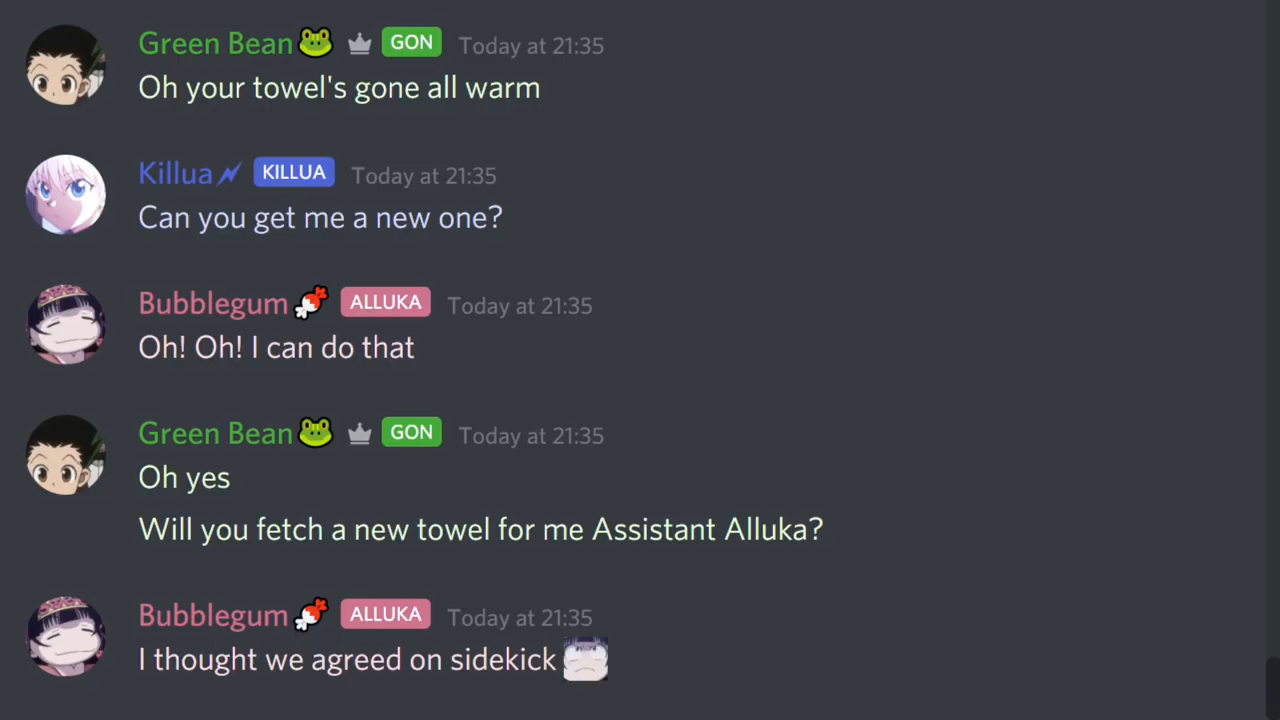 Green Bean🐸 GON Today at 21:35
Oh your towel's gone all warm
Killua KILLUA Today at 21:35
Can you get me a new one?
Bubblegum ALLUKA Today at 21:35
Oh! Oh! I can do that
Green Bean🐸 GON Today at 21:35
Oh yes
Will you fetch a new towel for me Assistant Alluka?
Bubblegum ALLUKA Today at 21:35
I thought we agreed on sidekick